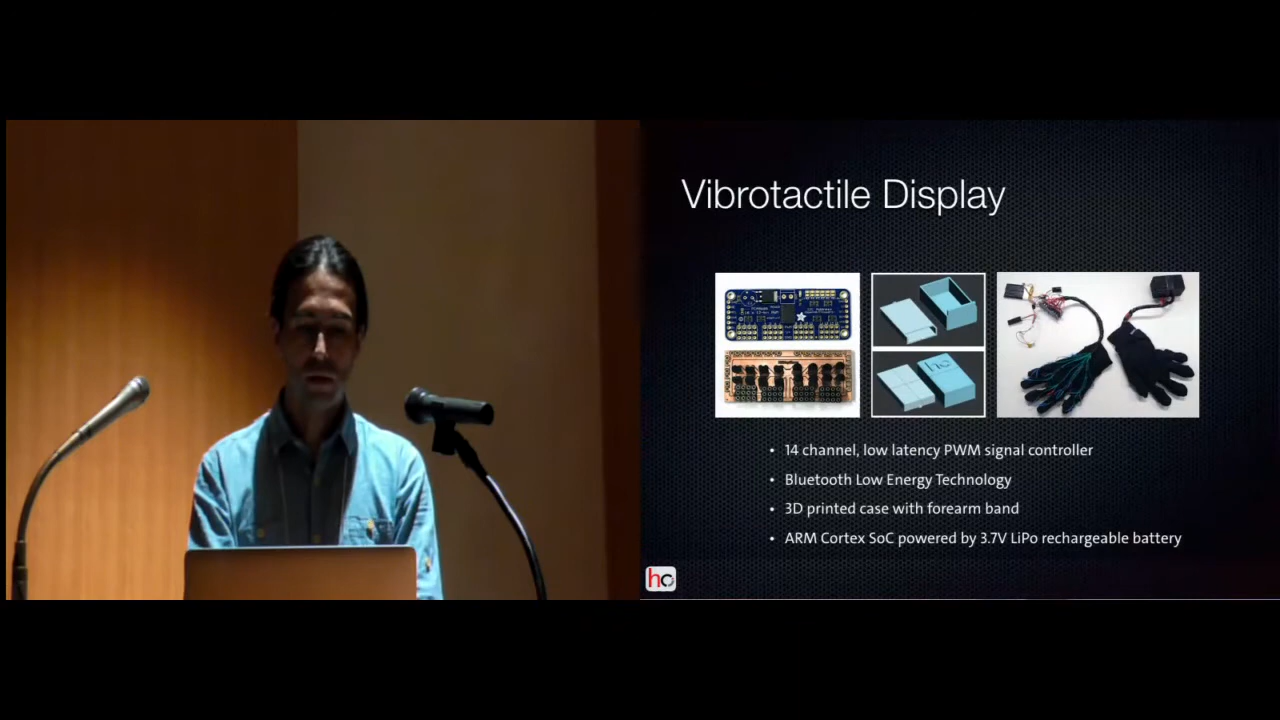 Vibrotactile Display
hc
• 14 channel, low latency PWM signal controller
• Bluetooth Low Energy Technology
• 3D printed case with forearm band
• ARM Cortex SoC powered by 3.7V LiPo rechargeable battery
hc